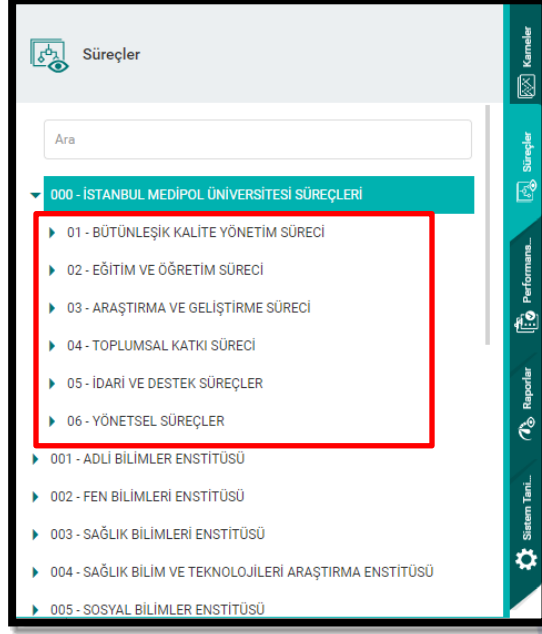 Süreçler
Ara
000 - İSTANBUL MEDİPOL ÜNİVERSİTESİ SÜREÇLERİ
01 - BÜTÜNLEŞİK KALİTE YÖNETİM SÜRECİ
02 - EĞİTİM VE ÖĞRETİM SÜRECİ
03 - ARAŞTIRMA VE GELİŞTİRME SÜRECİ
04 - TOPLUMSAL KATKI SÜRECİ
05 - İDARİ VE DESTEK SÜREÇLER
06 - YÖNETSEL SÜREÇLER
001 - ADLİ BİLİMLER ENSTİTÜSÜ
002 - FEN BİLİMLERİ ENSTİTÜSÜ
003 - SAĞLIK BİLİMLERİ ENSTİTÜSÜ
004 - SAĞLIK BİLİM VE TEKNOLOJİLERİ ARAŞTIRMA ENSTİTÜSÜ
005 - SOSYAL BİLİMLER ENSTİTÜSÜ
Karneler
Süreçler
Performans...
Raporlar
Sistem Tanı...